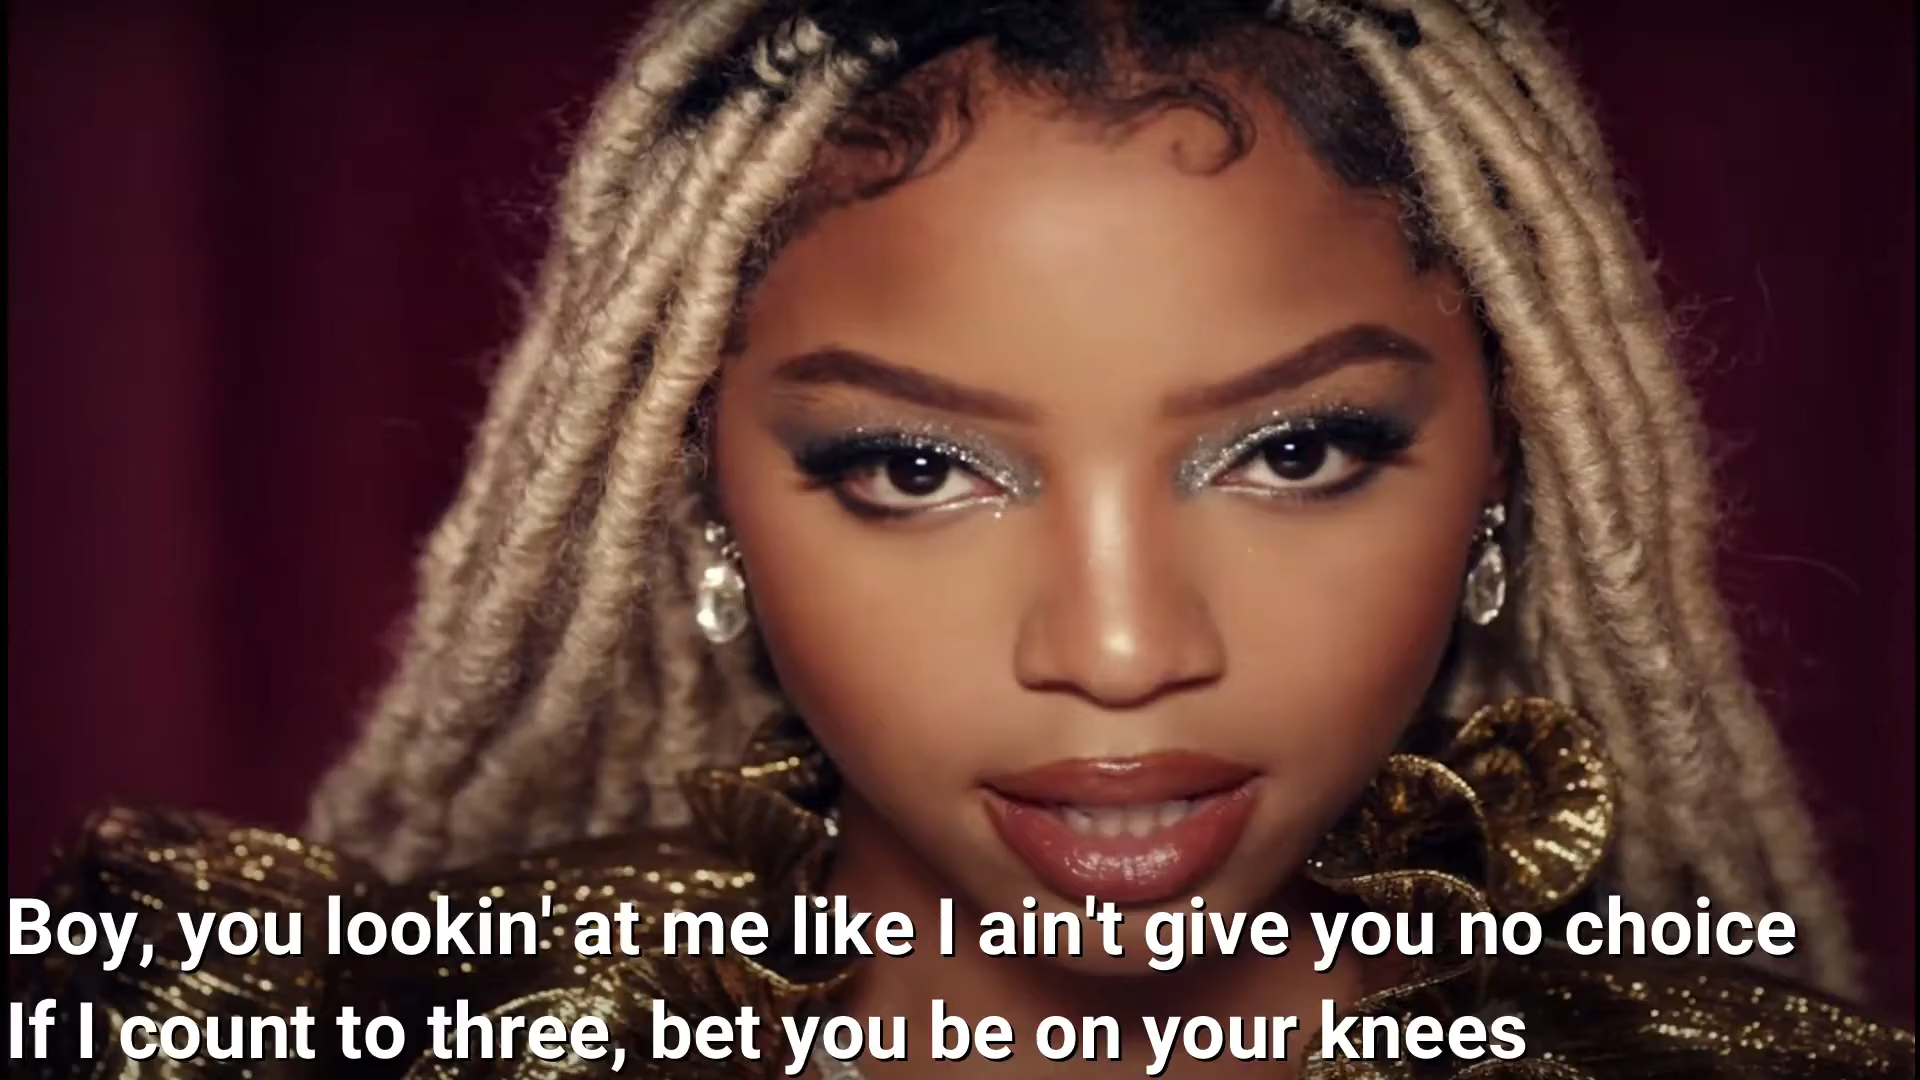 Boy, you lookin' at me like I ain't give you no choice
If I count to three, bet you be on your knees